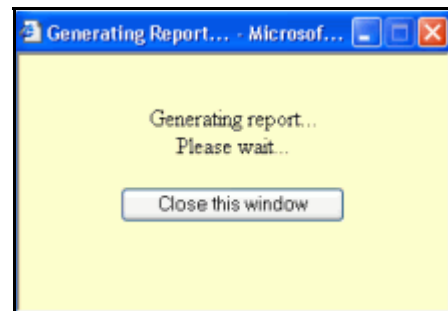 Generating Report... - Microsof...
Generating report...
Please wait...
Close this window